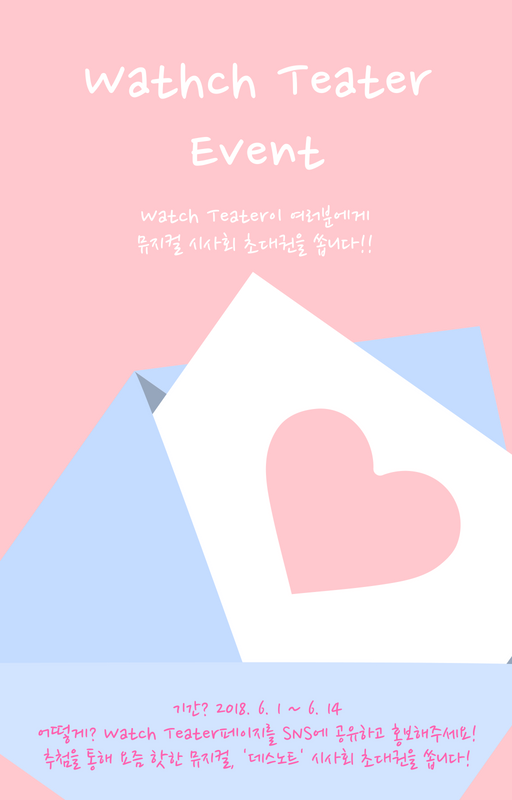 Wathch Teater
Event
Watch Teater이 여러분에게
뮤지컬 시사회 초대권을 쏩니다!!
기간? 2018. 6. 1 ~ 6. 14
어떻게? Watch Teater페이지를 SNS에 공유하고 홍보해주세요!
추첨을 통해 요즘 핫한 뮤지컬, '데스노트' 시사회 초대권을 쏩니다!